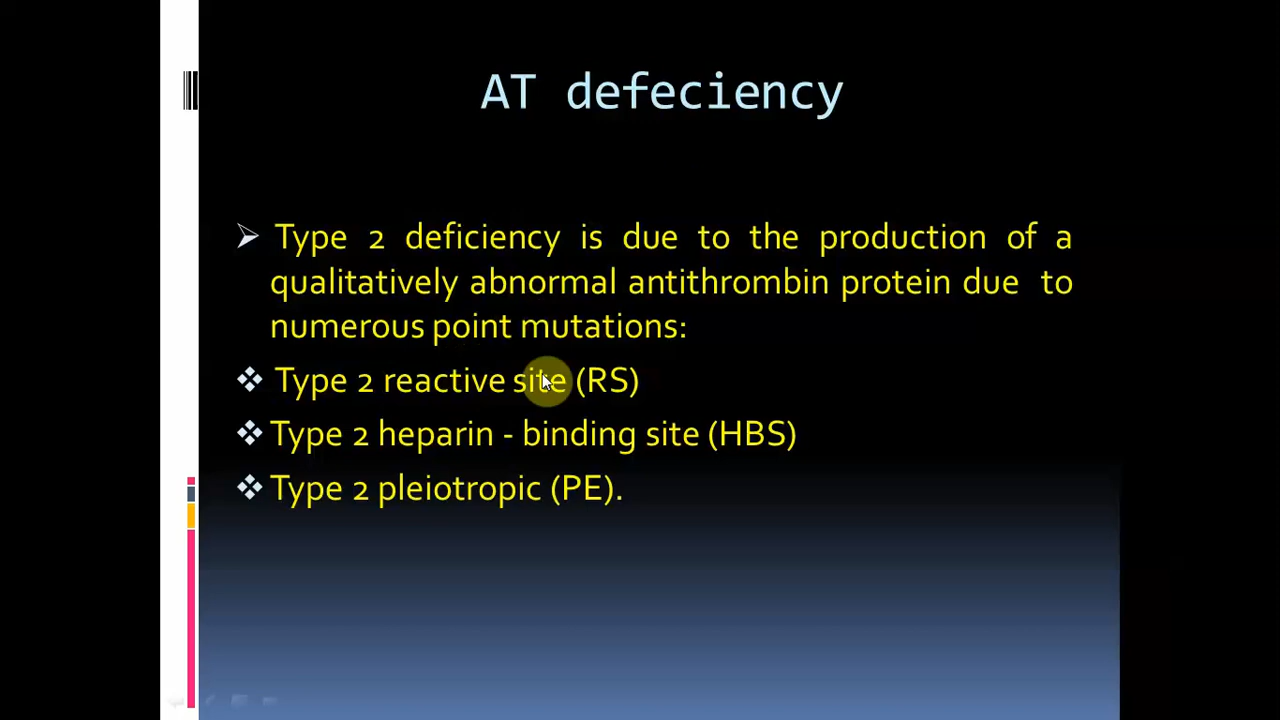 AT defeciency
Type 2 deficiency is due to the production of a
qualitatively abnormal antithrombin protein due to
numerous point mutations:
Type 2 reactive site (RS)
Type 2 heparin - binding site (HBS)
Type 2 pleiotropic (PE).